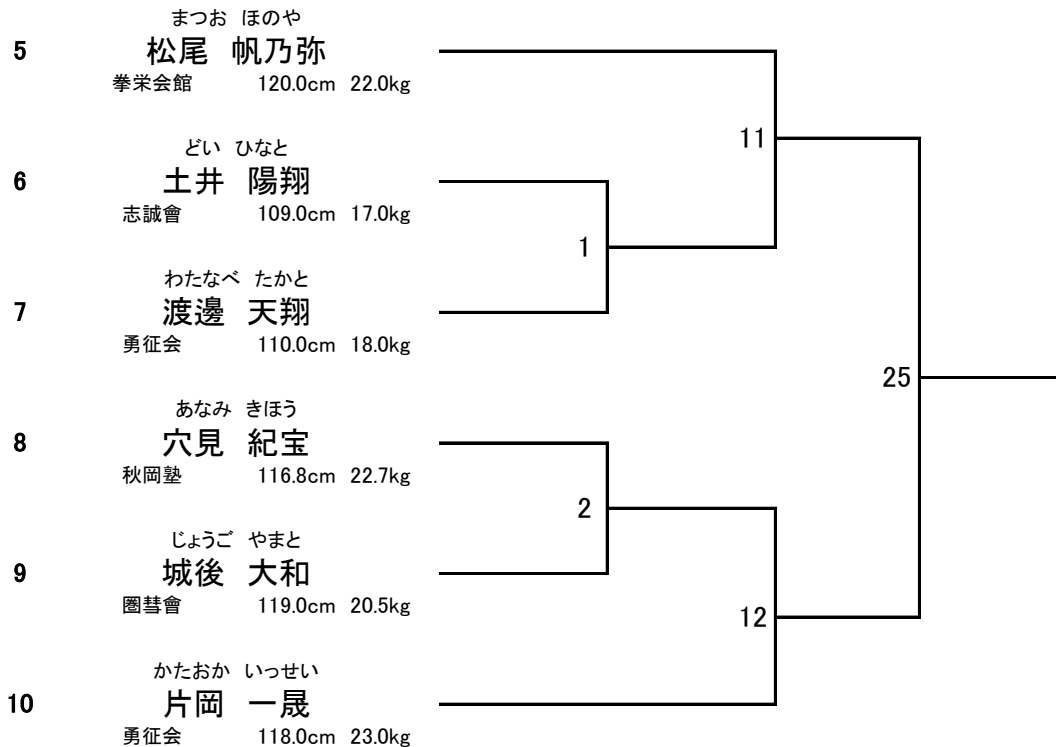 まつお ほのや
5 松尾 帆乃弥
拳栄会館 120.0cm 22.0kg
11
どい ひなと
6 土井 陽翔
志誠會 109.0cm 17.0kg
1
わたなべ たかと
7 渡邊 天翔
勇征会 110.0cm 18.0kg
25
あなみ きほう
8 穴見 紀宝
秋岡塾 116.8cm 22.7kg
2
じょうご やまと
9 城後 大和
圏彗會 119.0cm 20.5kg
12
かたおか いっせい
10 片岡 一晟
勇征会 118.0cm 23.0kg